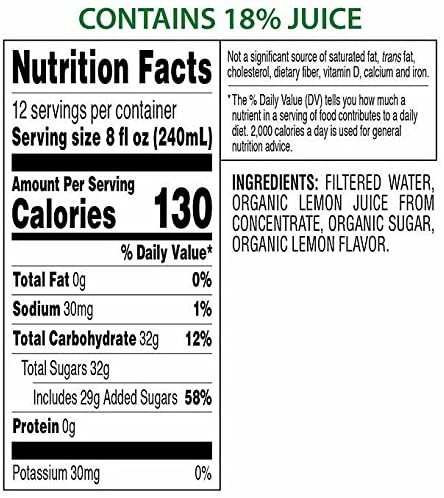 CONTAINS 18% JUICE
Nutrition Facts
12 servings per container
Serving size 8 fl oz (240mL)
Amount Per Serving
Calories 130
% Daily Value*
Total Fat 0g 0%
Sodium 30mg 1%
Total Carbohydrate 32g 12%
Total Sugars 32g
Includes 29g Added Sugars 58%
Protein 0g
Potassium 30mg 0%
Not a significant source of saturated fat, trans fat,
cholesterol, dietary fiber, vitamin D, calcium and iron.
*The % Daily Value (DV) tells you how much a
nutrient in a serving of food contributes to a daily
diet. 2,000 calories a day is used for general
nutrition advice.
INGREDIENTS: FILTERED WATER,
ORGANIC LEMON JUICE FROM
CONCENTRATE, ORGANIC SUGAR,
ORGANIC LEMON FLAVOR.